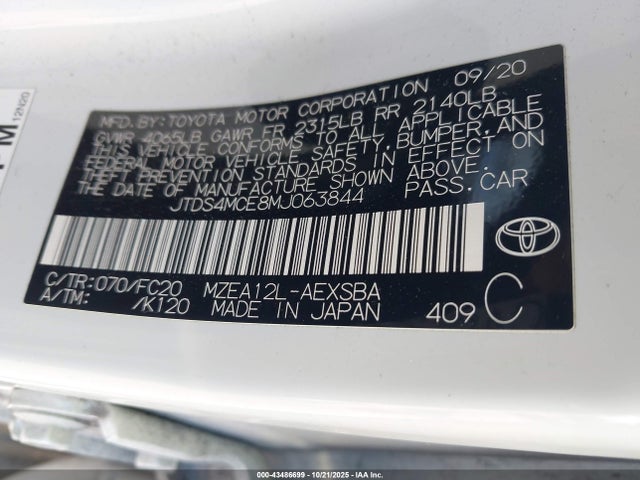 MFD.BY:TOYOTA MOTOR CORPORATION 09/20
GVWR 4065LB GAWR FR 2315LB RR 2140LB
THIS VEHICLE CONFORMS TO ALL APPLICABLE
FEDERAL MOTOR VEHICLE SAFETY,BUMPER,AND
THEFT PREVENTION STANDARDS IN EFFECT ON
THE DATE OF MANUFACTURE SHOWN ABOVE.
JTDS4MCE8MJ063844 PASS.CAR
C/TR:070/FC20 MZEA12L-AEXSBA
A/TM: /K120 MADE IN JAPAN 409 C
12N20
000-43486699 10/21/2025 IAA Inc.